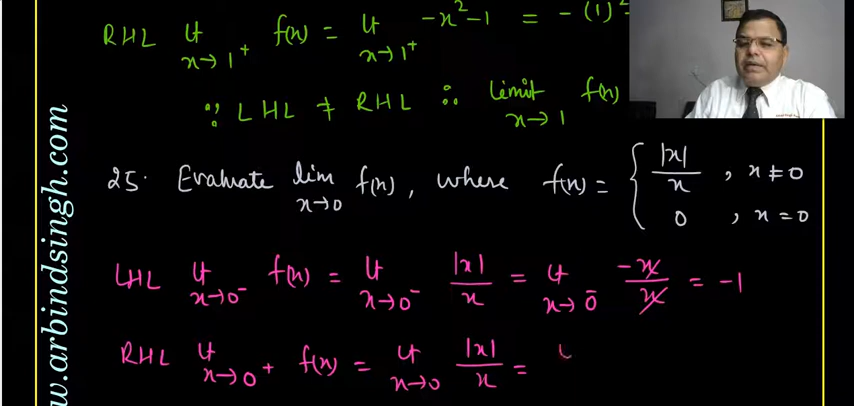 RHL lt x→1⁺ f(x) = lt x→1⁺ -x²-1 = -(1)²
∵ LHL ≠ RHL ∴ limit x→1 f(x)
25. Evaluate lim x→0 f(x), where f(x) = { |x|/x , x≠0
0 , x=0
LHL lt x→0⁻ f(x) = lt x→0⁻ |x|/x = lt x→0⁻ -x/x = -1
RHL lt x→0⁺ f(x) = lt x→0 |x|/x =
w.arbindsingh.com